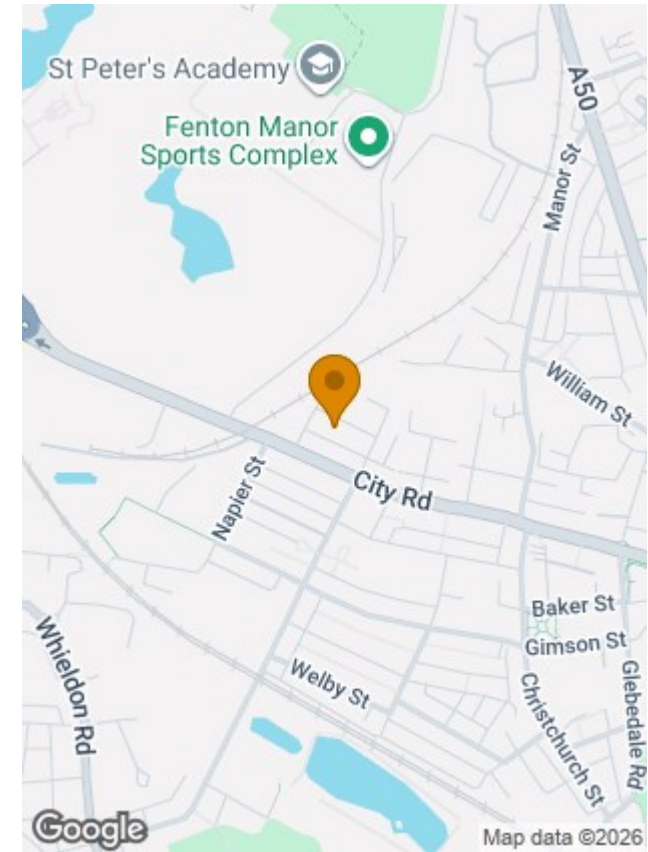 St Peter's Academy
Fenton Manor
Sports Complex
A50
Manor St
William St
City Rd
Napier St
Baker St
Gimson St
Whieldon Rd
Welby St
Christchurch St
Glebedale Rd
Google
Map data ©2026